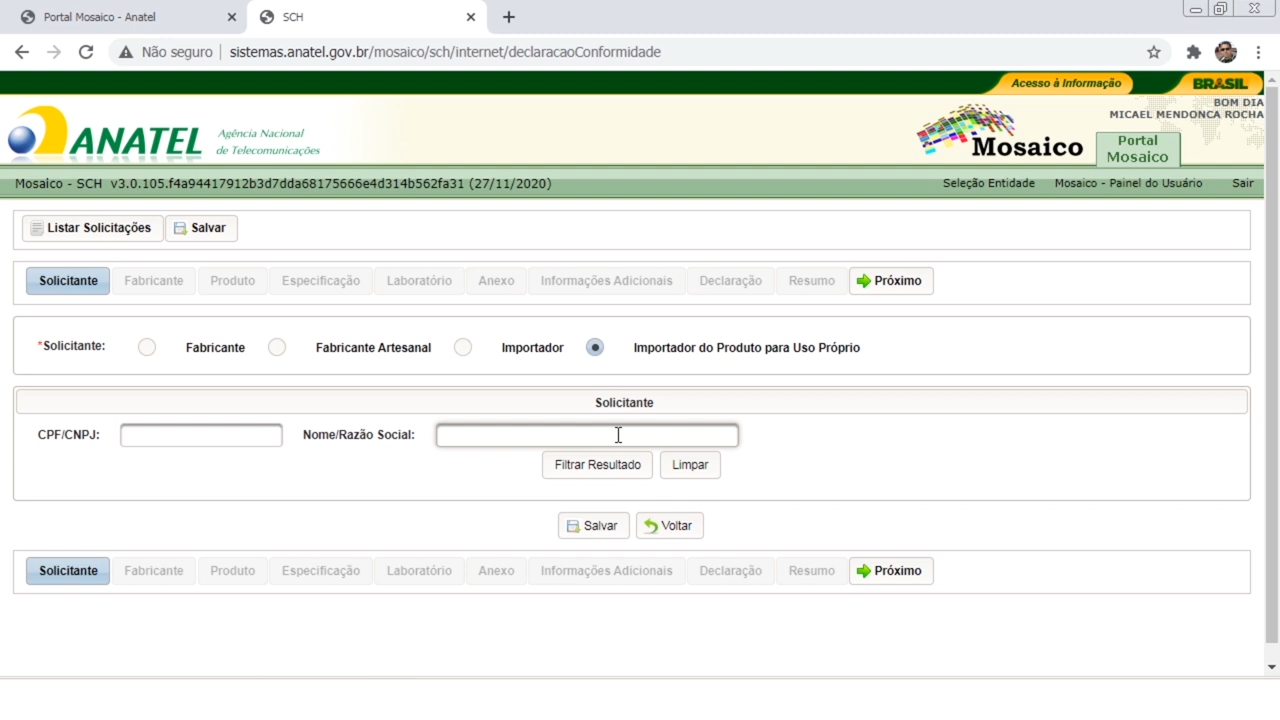 Portal Mosaico - Anatel
SCH
Não seguro | sistemas.anatel.gov.br/mosaico/sch/internet/declaracaoConformidade
Acesso à Informação
BRASIL
BOM DIA
MICAEL MENDONCA ROCHA
ANATEL
Agência Nacional
de Telecomunicações
Mosaico
Portal
Mosaico
Mosaico - SCH v3.0.105.f4a94417912b3d7dda68175666e4d314b562fa31 (27/11/2020)
Seleção Entidade Mosaico - Painel do Usuário Sair
Listar Solicitações Salvar
Solicitante Fabricante Produto Especificação Laboratório Anexo Informações Adicionais Declaração Resumo Próximo
*Solicitante: Fabricante Fabricante Artesanal Importador Importador do Produto para Uso Próprio
Solicitante
CPF/CNPJ: Nome/Razão Social:
Filtrar Resultado Limpar
Salvar Voltar
Solicitante Fabricante Produto Especificação Laboratório Anexo Informações Adicionais Declaração Resumo Próximo